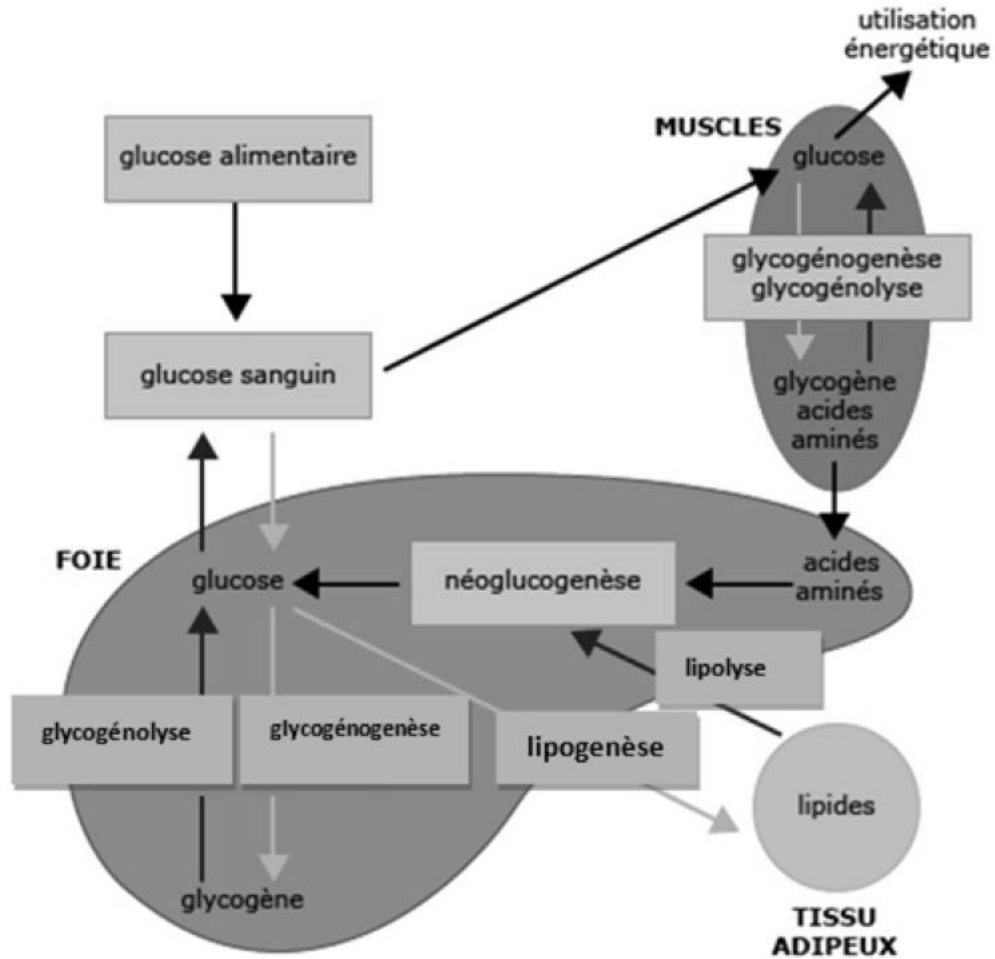 utilisation
énergétique
MUSCLES
glucose alimentaire
glucose
glycogénogenèse
glycogénolyse
glucose sanguin
glycogène
acides
aminés
FOIE
glucose
néoglucogenèse
acides
aminés
lipolyse
glycogénolyse
glycogénogenèse
lipogenèse
lipides
glycogène
TISSU
ADIPEUX